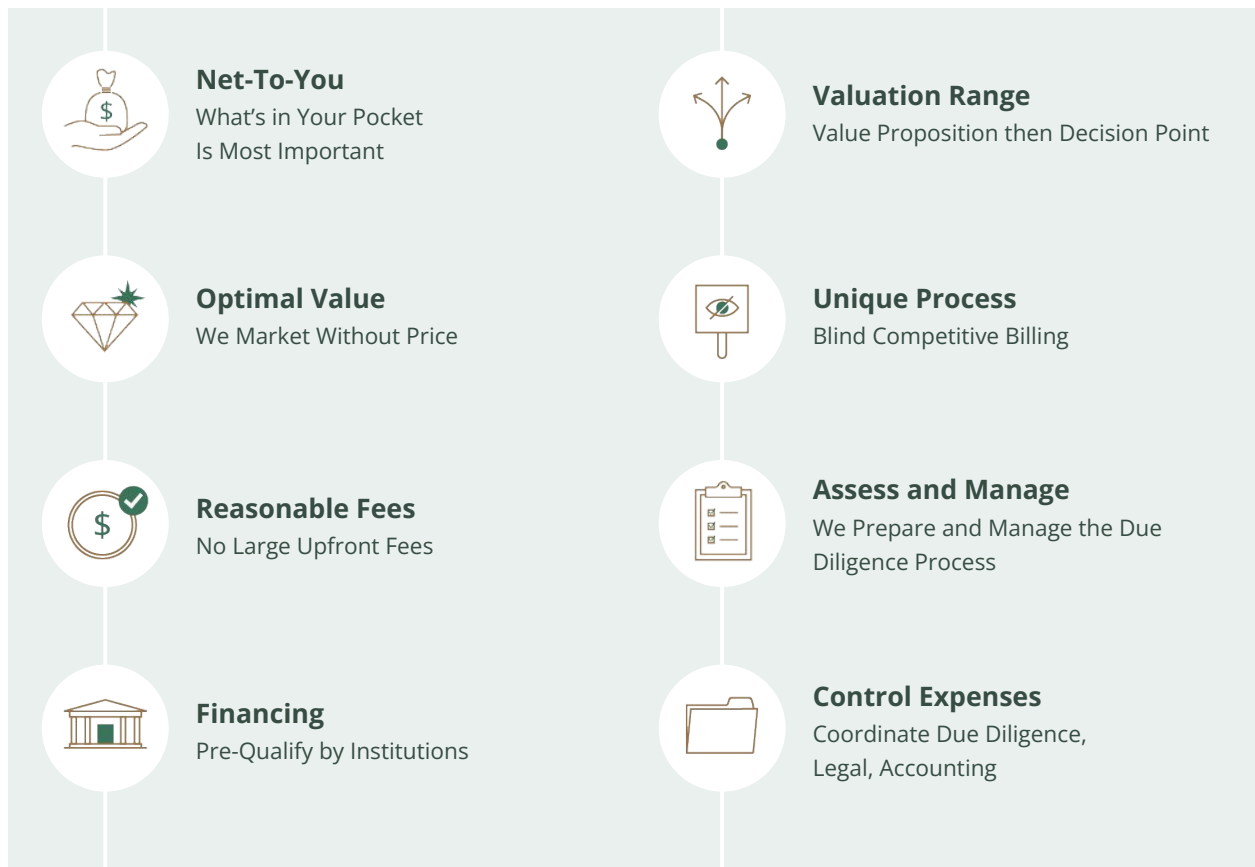 Net-To-You
What’s in Your Pocket
Is Most Important
Optimal Value
We Market Without Price
$
Reasonable Fees
No Large Upfront Fees
$
Financing
Pre-Qualify by Institutions
Valuation Range
Value Proposition then Decision Point
Unique Process
Blind Competitive Billing
Assess and Manage
We Prepare and Manage the Due
Diligence Process
Control Expenses
Coordinate Due Diligence,
Legal, Accounting